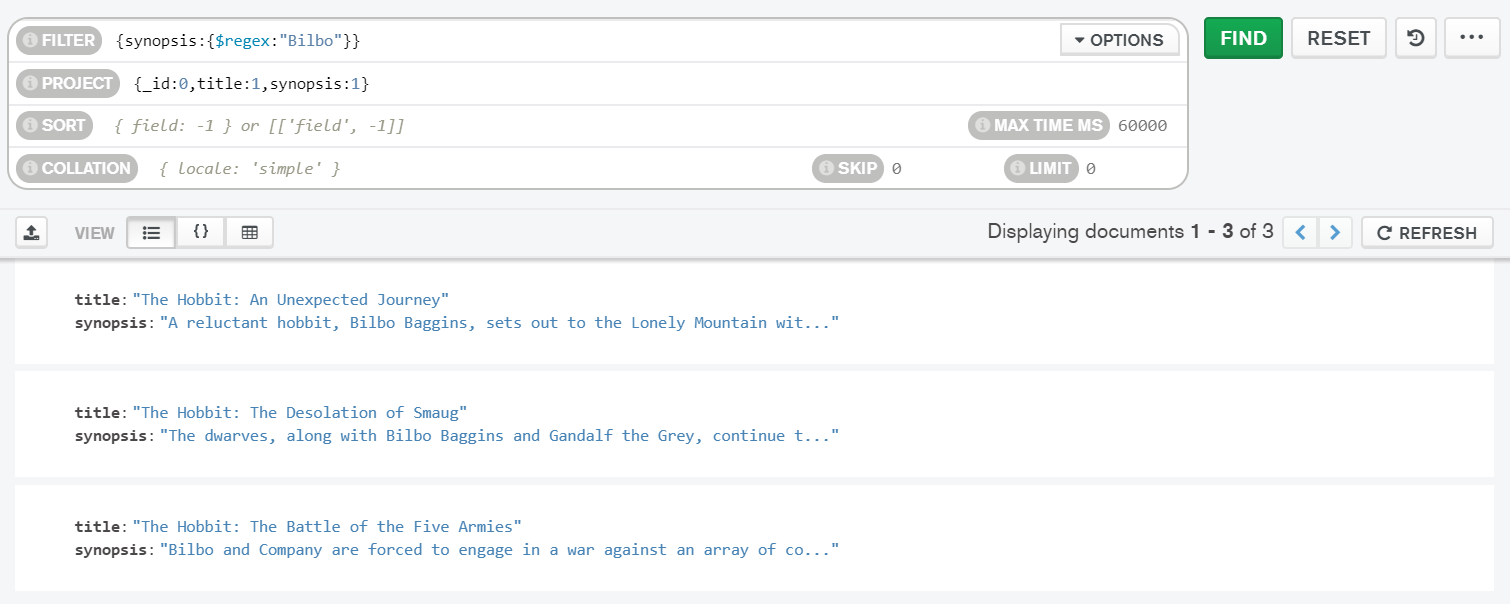 FILTER {synopsis:{$regex:"Bilbo"}} OPTIONS FIND RESET
PROJECT {_id:0,title:1,synopsis:1}
SORT { field: -1 } or [['field', -1]] MAX TIME MS 60000
COLLATION { locale: 'simple' } SKIP 0 LIMIT 0
VIEW {} Displaying documents 1 - 3 of 3 REFRESH
title: "The Hobbit: An Unexpected Journey"
synopsis: "A reluctant hobbit, Bilbo Baggins, sets out to the Lonely Mountain wit..."
title: "The Hobbit: The Desolation of Smaug"
synopsis: "The dwarves, along with Bilbo Baggins and Gandalf the Grey, continue t..."
title: "The Hobbit: The Battle of the Five Armies"
synopsis: "Bilbo and Company are forced to engage in a war against an array of co..."